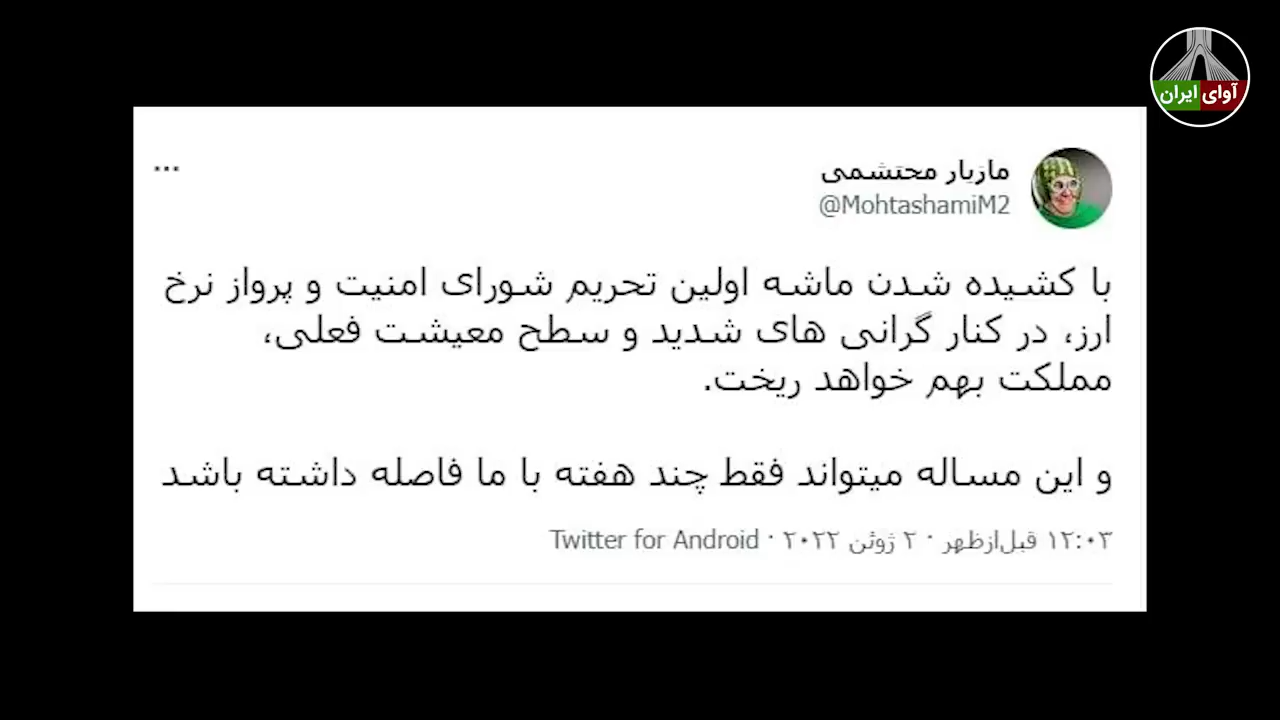 آوای ایران
مازیار محتشمی
@MohtashamiM2
با کشیده شدن ماشه اولین تحریم شورای امنیت و پرواز نرخ
ارز، در کنار گرانی های شدید و سطح معیشت فعلی،
مملکت بهم خواهد ریخت.
و این مساله میتواند فقط چند هفته با ما فاصله داشته باشد
۱۲:۰۳ قبل‌ازظهر · ۲ ژوئن ۲۰۲۲ · Twitter for Android